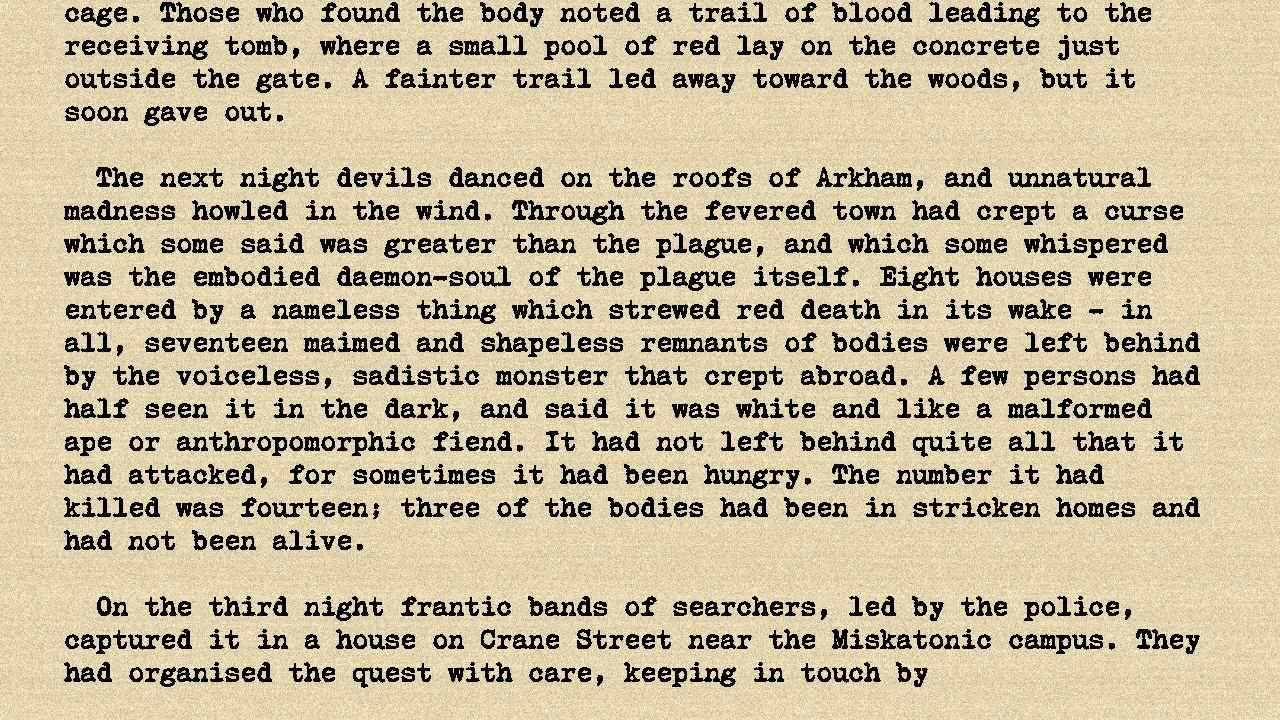 cage. Those who found the body noted a trail of blood leading to the
receiving tomb, where a small pool of red lay on the concrete just
outside the gate. A fainter trail led away toward the woods, but it
soon gave out.
The next night devils danced on the roofs of Arkham, and unnatural
madness howled in the wind. Through the fevered town had crept a curse
which some said was greater than the plague, and which some whispered
was the embodied daemon-soul of the plague itself. Eight houses were
entered by a nameless thing which strewed red death in its wake - in
all, seventeen maimed and shapeless remnants of bodies were left behind
by the voiceless, sadistic monster that crept abroad. A few persons had
half seen it in the dark, and said it was white and like a malformed
ape or anthropomorphic fiend. It had not left behind quite all that it
had attacked, for sometimes it had been hungry. The number it had
killed was fourteen; three of the bodies had been in stricken homes and
had not been alive.
On the third night frantic bands of searchers, led by the police,
captured it in a house on Crane Street near the Miskatonic campus. They
had organised the quest with care, keeping in touch by